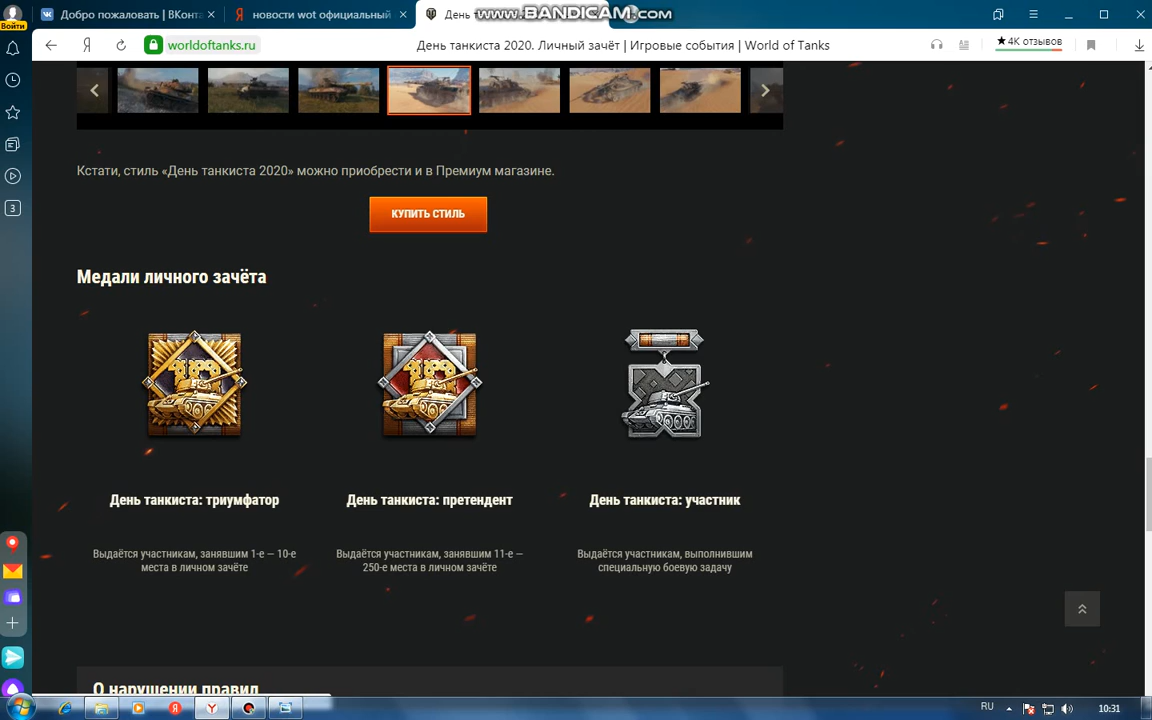 Добро пожаловать | ВКонта
новости wot официальный
День т
www.BANDICAM.com
Войти
worldoftanks.ru
День танкиста 2020. Личный зачёт | Игровые события | World of Tanks
★ 4K отзывов
3
Кстати, стиль «День танкиста 2020» можно приобрести и в Премиум магазине.
КУПИТЬ СТИЛЬ
Медали личного зачёта
День танкиста: триумфатор
День танкиста: претендент
День танкиста: участник
Выдаётся участникам, занявшим 1-е — 10-е
места в личном зачёте
Выдаётся участникам, занявшим 11-е —
250-е места в личном зачёте
Выдаётся участникам, выполнившим
специальную боевую задачу
О нарушении правил
RU
10:31